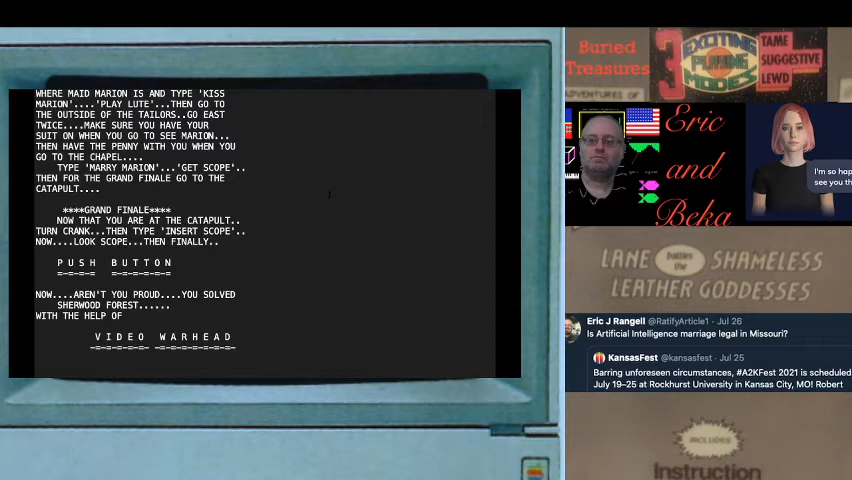 WHERE MAID MARION IS AND TYPE 'KISS
MARION'....'PLAY LUTE'...THEN GO TO
THE OUTSIDE OF THE TAILORS..GO EAST
TWICE....MAKE SURE YOU HAVE YOUR
SUIT ON WHEN YOU GO TO SEE MARION...
THEN HAVE THE PENNY WITH YOU WHEN YOU
GO TO THE CHAPEL....
TYPE 'MARRY MARION'...'GET SCOPE'..
THEN FOR THE GRAND FINALE GO TO THE
CATAPULT....
****GRAND FINALE****
NOW THAT YOU ARE AT THE CATAPULT..
TURN CRANK...THEN TYPE 'INSERT SCOPE'..
NOW....LOOK SCOPE...THEN FINALLY..
P U S H   B U T T O N
=-=-=-=   =-=-=-=-=-=
NOW....AREN'T YOU PROUD....YOU SOLVED
SHERWOOD FOREST......
WITH THE HELP OF
V I D E O   W A R H E A D
-=-=-=-=- -=-=-=-=-=-=-
Buried
Treasures
3 EXCITING
PLAYING
MODES
TAME
SUGGESTIVE
LEWD
ADVENTURES OF
Eric
and
Beka
I'm so hap
see you th
LANE battles the SHAMELESS
LEATHER GODDESSES
Eric J Rangell @RatifyArticle1 · Jul 26
Is Artificial Intelligence marriage legal in Missouri?
KansasFest @kansasfest · Jul 25
Barring unforeseen circumstances, #A2KFest 2021 is scheduled
July 19–25 at Rockhurst University in Kansas City, MO! Robert
INCLUDES
Instruction